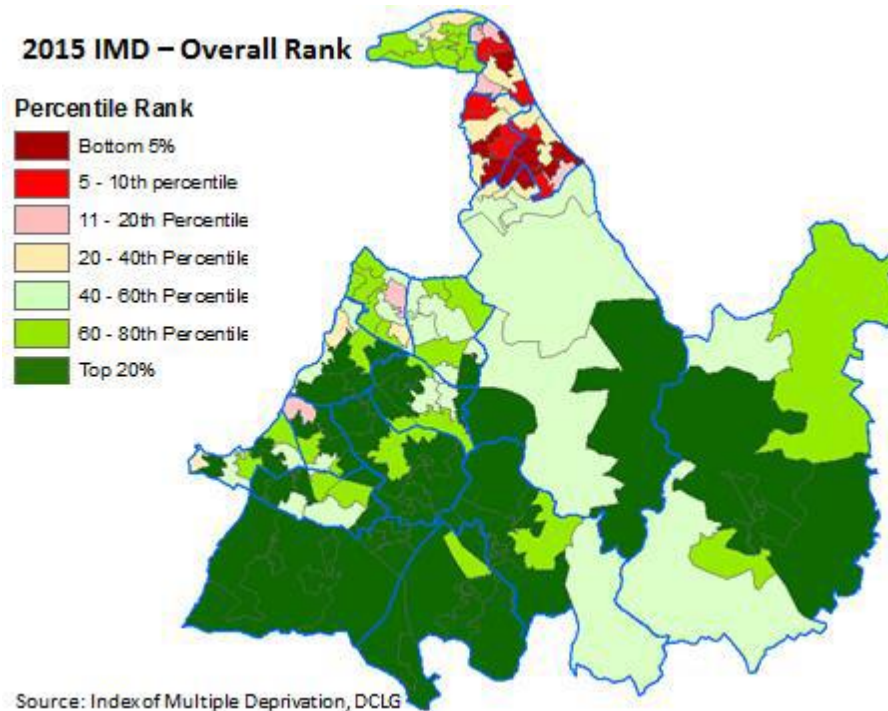 2015 IMD – Overall Rank
Percentile Rank
Bottom 5%
5 - 10th percentile
11 - 20th Percentile
20 - 40th Percentile
40 - 60th Percentile
60 - 80th Percentile
Top 20%
Source: Index of Multiple Deprivation, DCLG